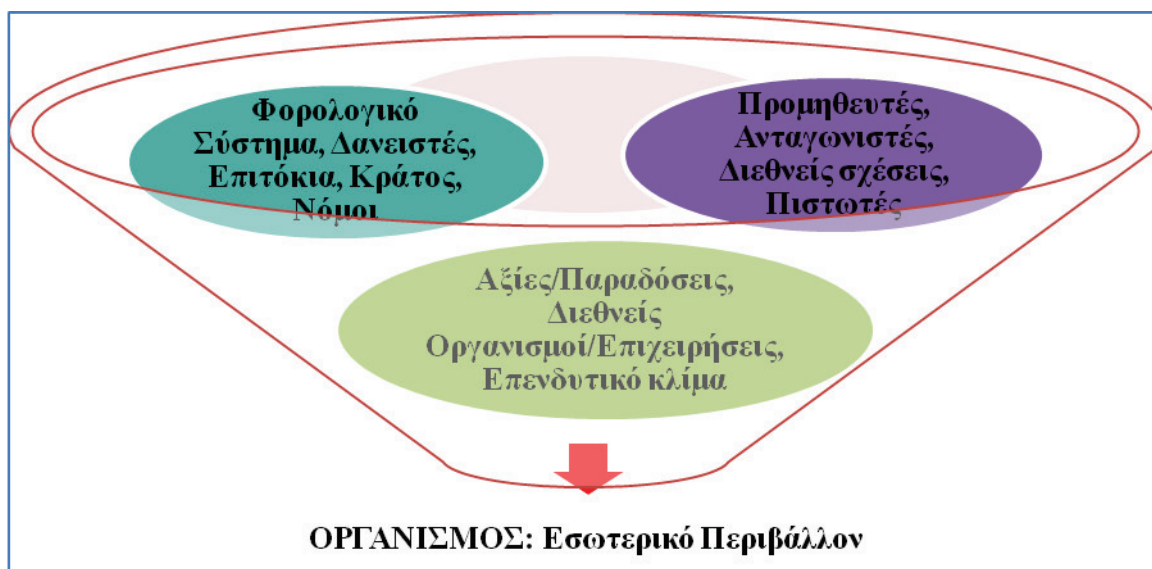 Φορολογικό
Σύστημα, Δανειστές,
Επιτόκια, Κράτος,
Νόμοι
Προμηθευτές,
Ανταγωνιστές,
Διεθνείς σχέσεις,
Πιστωτές
Αξίες/Παραδόσεις,
Διεθνείς
Οργανισμοί/Επιχειρήσεις,
Επενδυτικό κλίμα
ΟΡΓΑΝΙΣΜΟΣ: Εσωτερικό Περιβάλλον